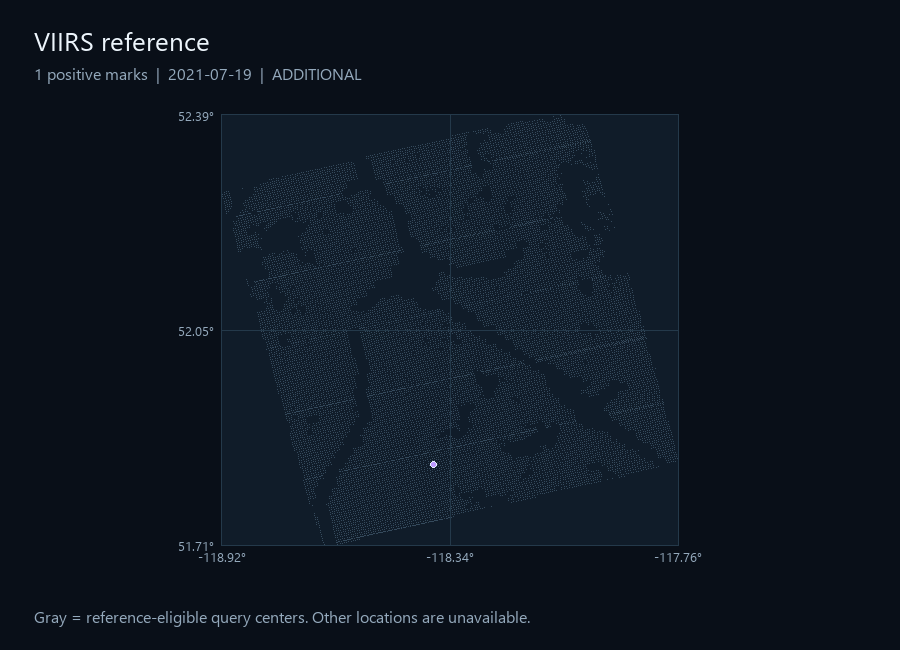 VIIRS reference
1 positive marks | 2021-07-19 | ADDITIONAL
52.39°
52.05°
51.71°
-118.92°
-118.34°
-117.76°
Gray = reference-eligible query centers. Other locations are unavailable.